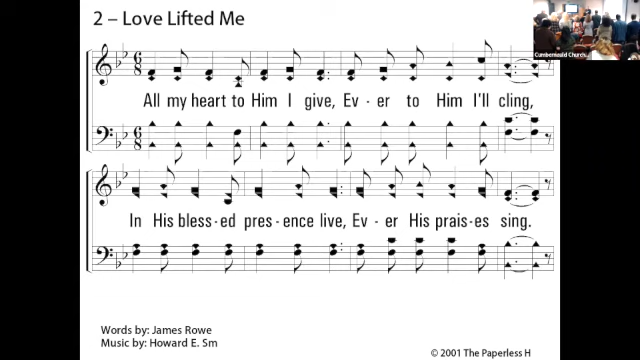 2 – Love Lifted Me
Cumbernauld Church...
All my heart to Him I give, Ev - er to Him I'll cling,
In His bless - ed pres - ence live, Ev - er His prais - es sing.
Words by: James Rowe
Music by: Howard E. Sm
© 2001 The Paperless H